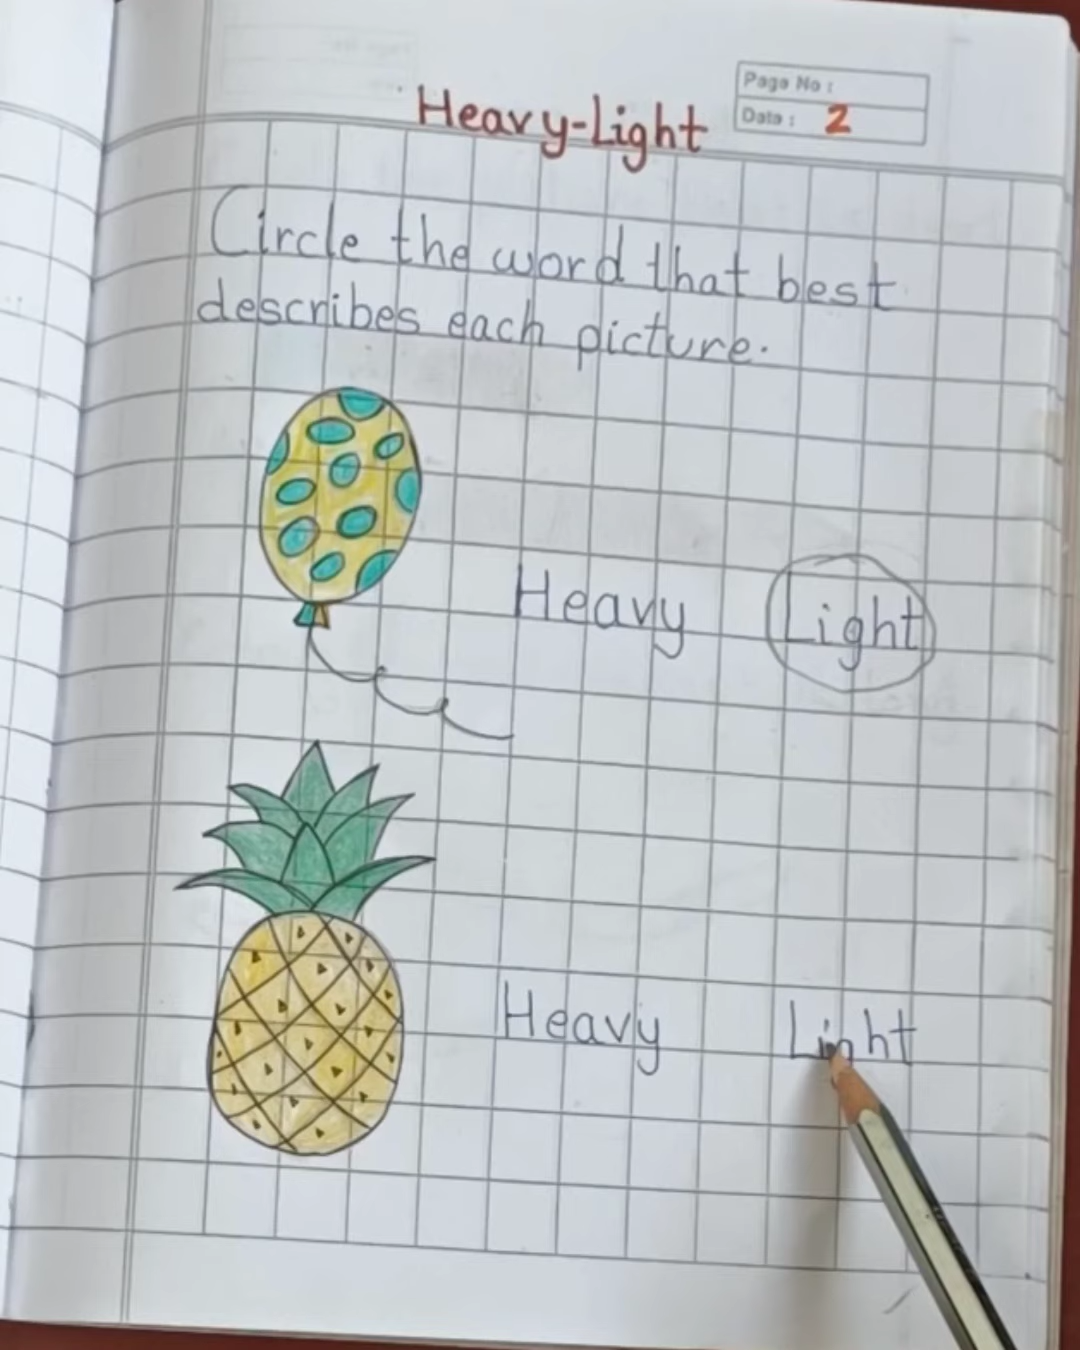 Heavy-Light
Page No :
Date : 2
Circle the word that best
describes each picture.
Heavy Light
Heavy Light